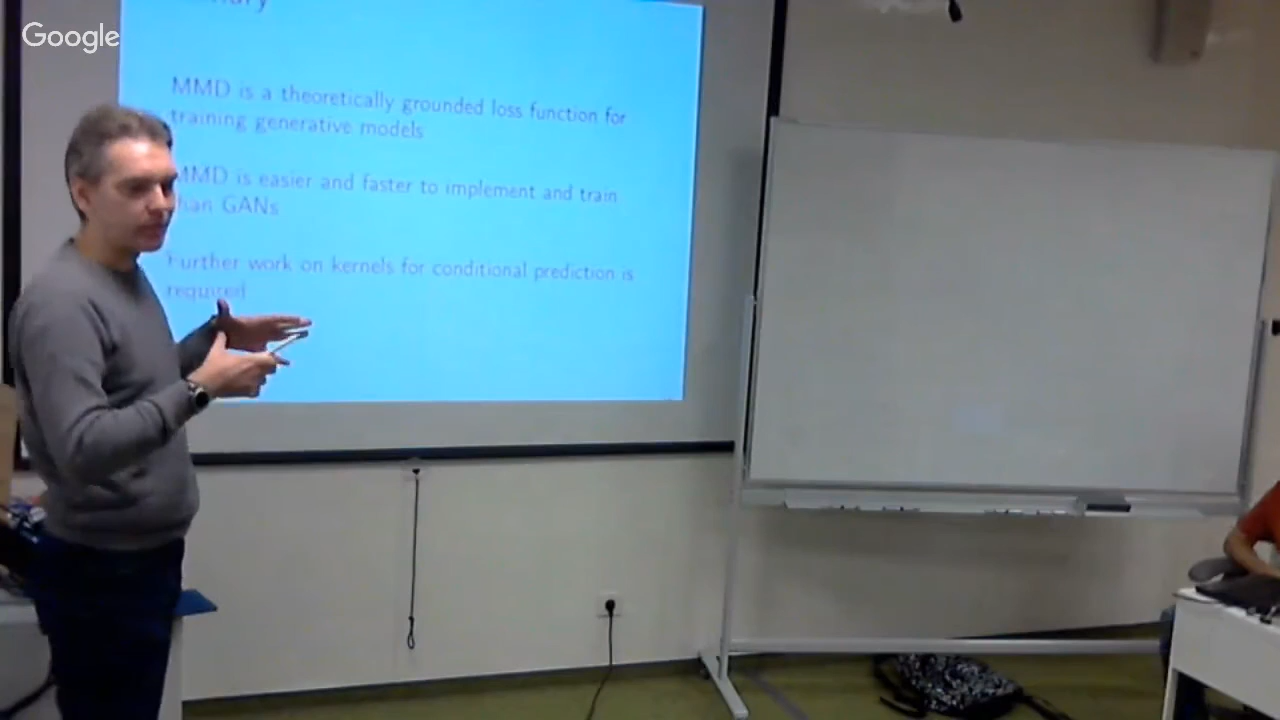 Google
MMD is a theoretically grounded loss function for
training generative models
MMD is easier and faster to implement and train
than GANs
Further work on kernels for conditional prediction is
required